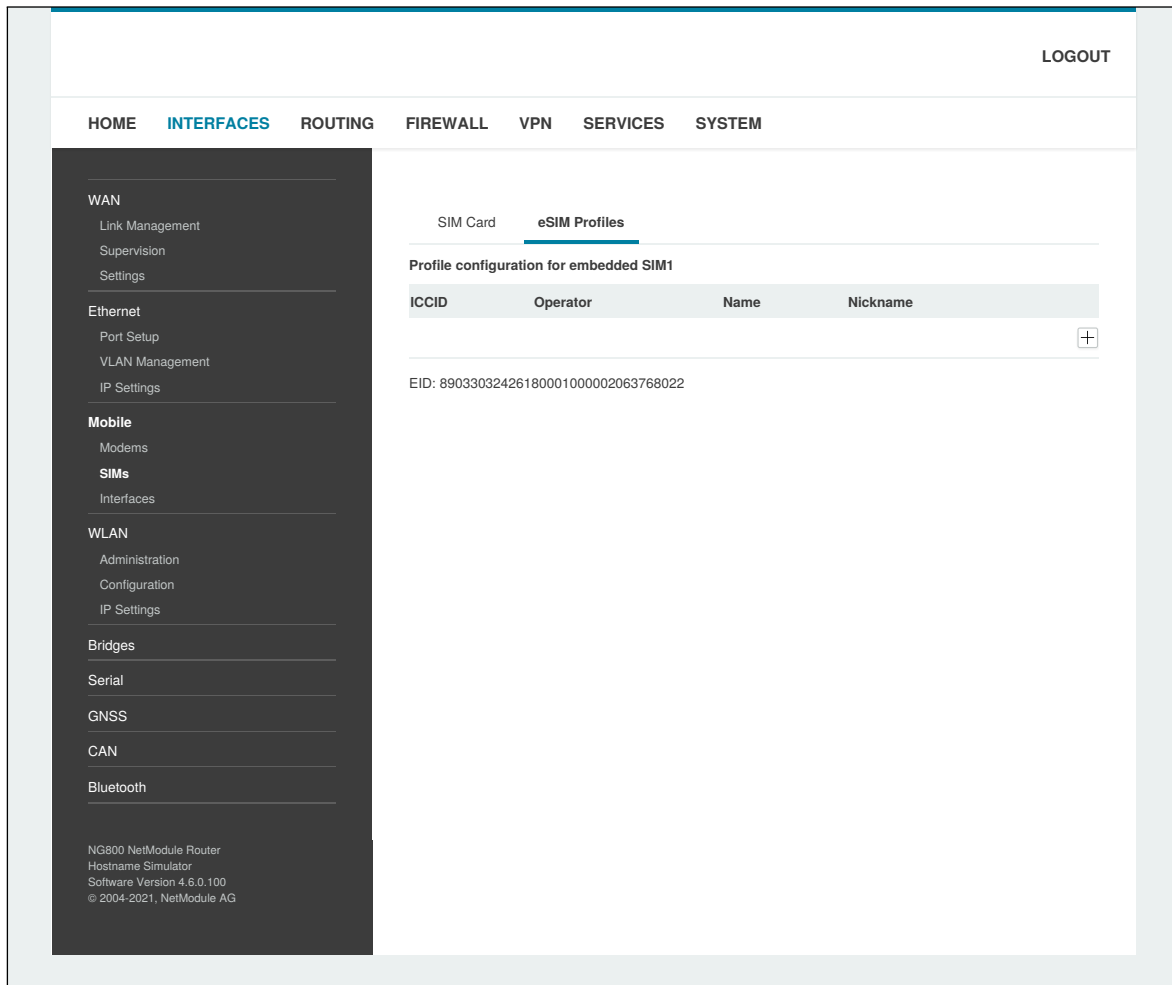 LOGOUT
HOME INTERFACES ROUTING FIREWALL VPN SERVICES SYSTEM
WAN
Link Management
Supervision
Settings
Ethernet
Port Setup
VLAN Management
IP Settings
Mobile
Modems
SIMs
Interfaces
WLAN
Administration
Configuration
IP Settings
Bridges
Serial
GNSS
CAN
Bluetooth
NG800 NetModule Router
Hostname Simulator
Software Version 4.6.0.100
© 2004-2021, NetModule AG
SIM Card eSIM Profiles
Profile configuration for embedded SIM1
ICCID Operator Name Nickname
EID: 89033032426180001000002063768022